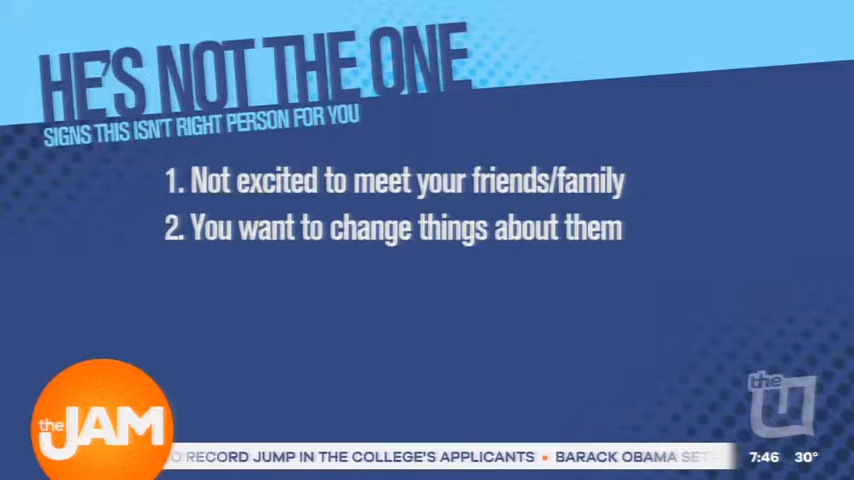 HE'S NOT THE ONE
SIGNS THIS ISN'T RIGHT PERSON FOR YOU
1. Not excited to meet your friends/family
2. You want to change things about them
the JAM
the U
O RECORD JUMP IN THE COLLEGE'S APPLICANTS • BARACK OBAMA SET
7:46 30°